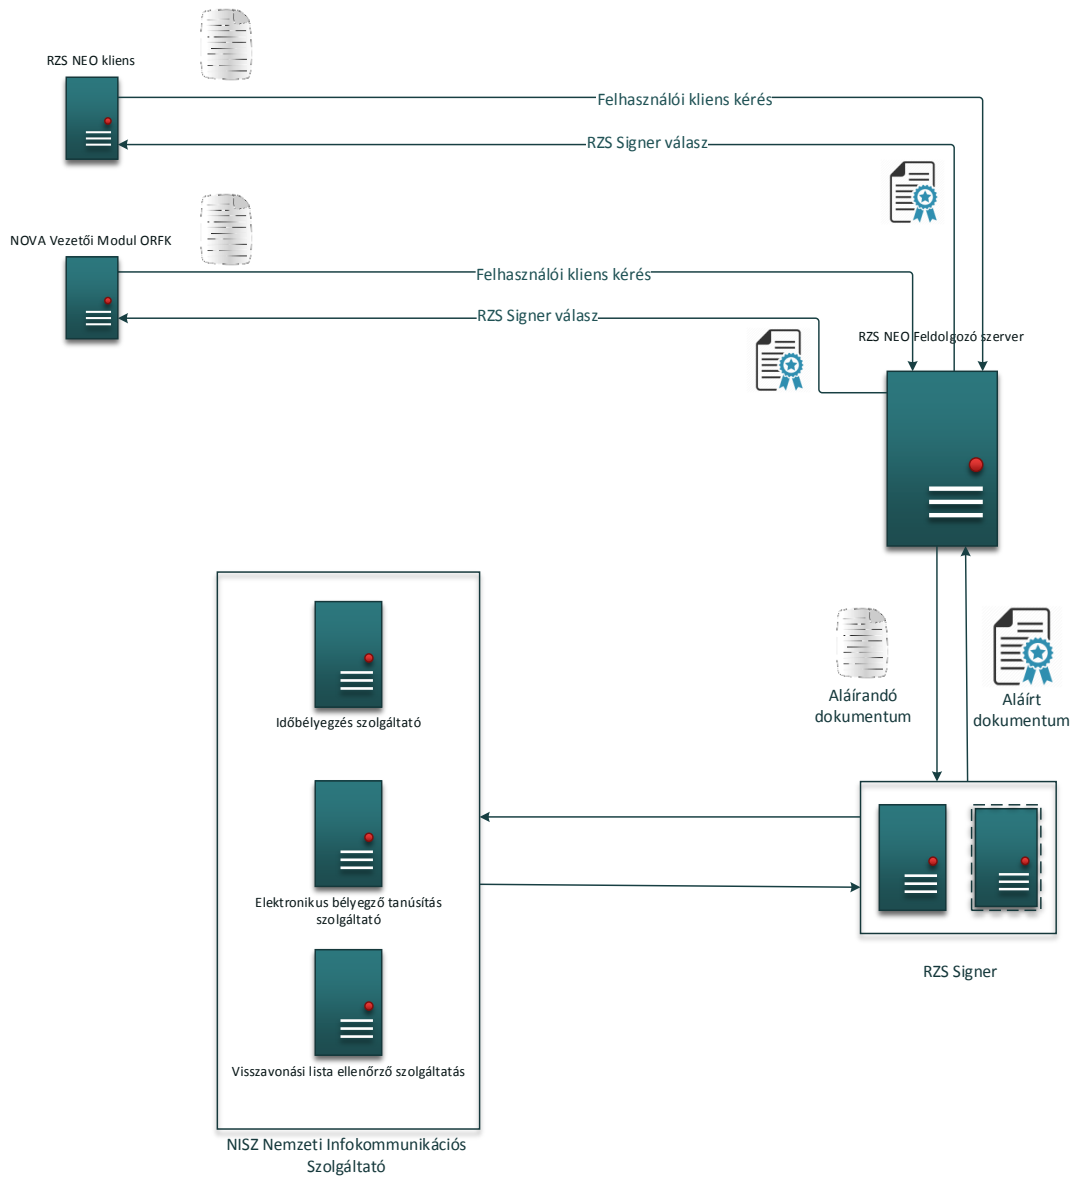 RZS NEO kliens
Felhasználói kliens kérés
RZS Signer válasz
NOVA Vezetői Modul ORFK
Felhasználói kliens kérés
RZS Signer válasz
RZS NEO Feldolgozó szerver
Aláírandó
dokumentum
Aláírt
dokumentum
Időbélyegzés szolgáltató
Elektronikus bélyegző tanúsítás
szolgáltató
RZS Signer
Visszavonási lista ellenőrző szolgáltatás
NISZ Nemzeti Infokommunikációs
Szolgáltató